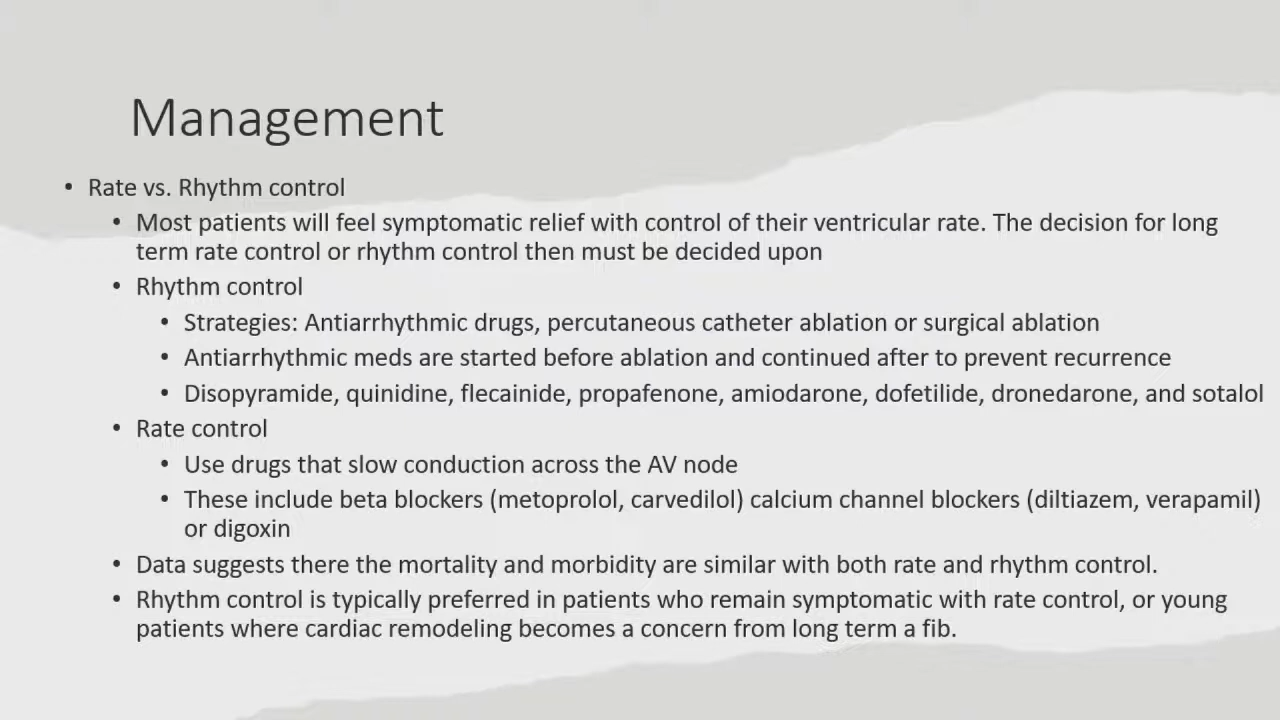 Management
• Rate vs. Rhythm control
• Most patients will feel symptomatic relief with control of their ventricular rate. The decision for long
term rate control or rhythm control then must be decided upon
• Rhythm control
• Strategies: Antiarrhythmic drugs, percutaneous catheter ablation or surgical ablation
• Antiarrhythmic meds are started before ablation and continued after to prevent recurrence
• Disopyramide, quinidine, flecainide, propafenone, amiodarone, dofetilide, dronedarone, and sotalol
• Rate control
• Use drugs that slow conduction across the AV node
• These include beta blockers (metoprolol, carvedilol) calcium channel blockers (diltiazem, verapamil)
or digoxin
• Data suggests there the mortality and morbidity are similar with both rate and rhythm control.
• Rhythm control is typically preferred in patients who remain symptomatic with rate control, or young
patients where cardiac remodeling becomes a concern from long term a fib.